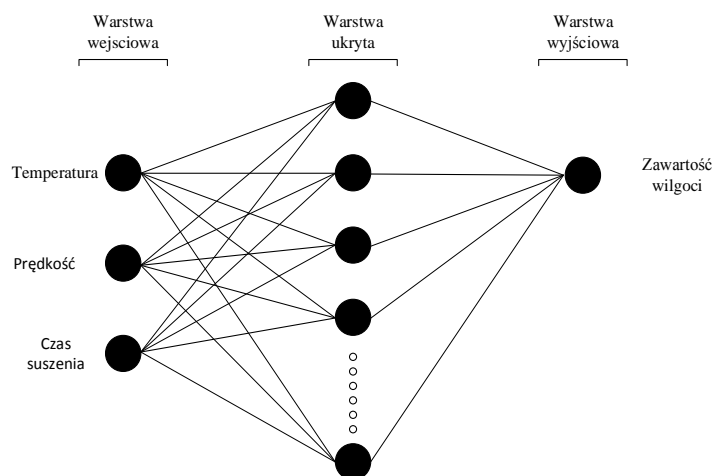 Warstwa
wejsciowa
Warstwa
ukryta
Warstwa
wyjściowa
Temperatura
Zawartość
wilgoci
Prędkość
Czas
suszenia